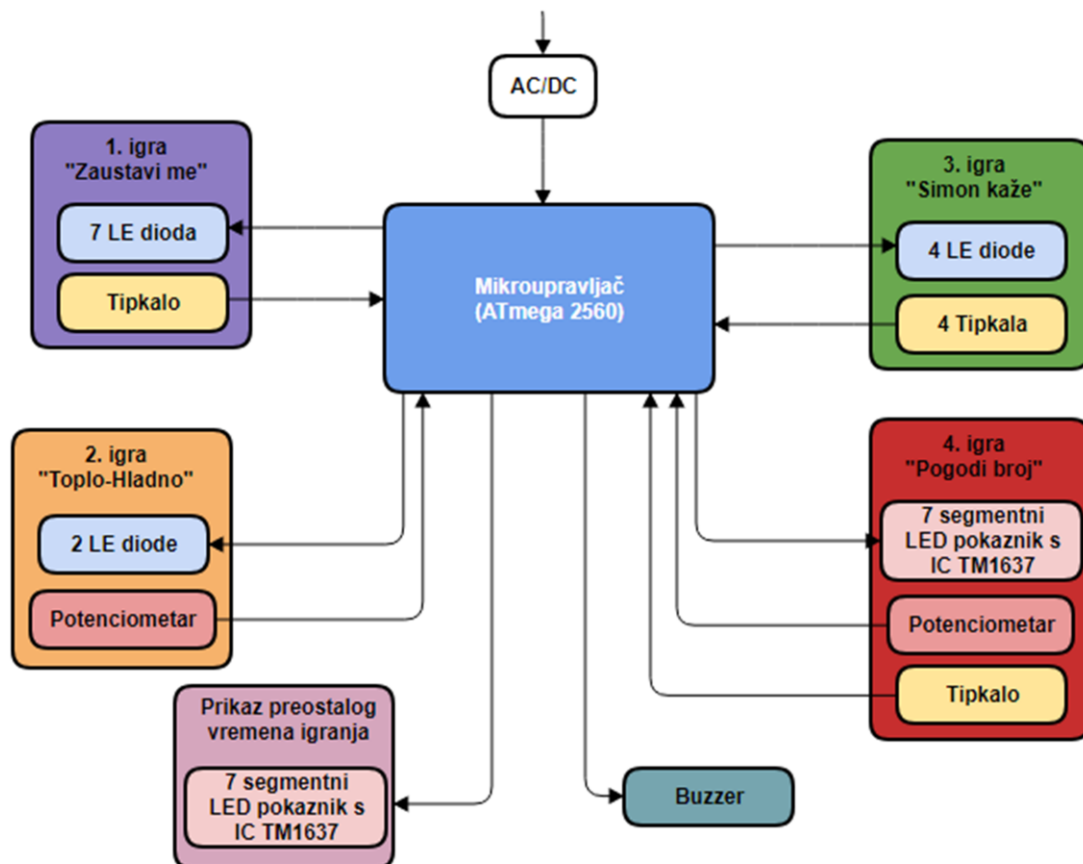 AC/DC
1. igra
"Zaustavi me"
7 LE dioda
Tipkalo
Mikroupravljač
(ATmega 2560)
3. igra
"Simon kaže"
4 LE diode
4 Tipkala
2. igra
"Toplo-Hladno"
2 LE diode
Potenciometar
4. igra
"Pogodi broj"
7 segmentni
LED pokaznik s
IC TM1637
Potenciometar
Tipkalo
Prikaz preostalog
vremena igranja
7 segmentni
LED pokaznik s
IC TM1637
Buzzer